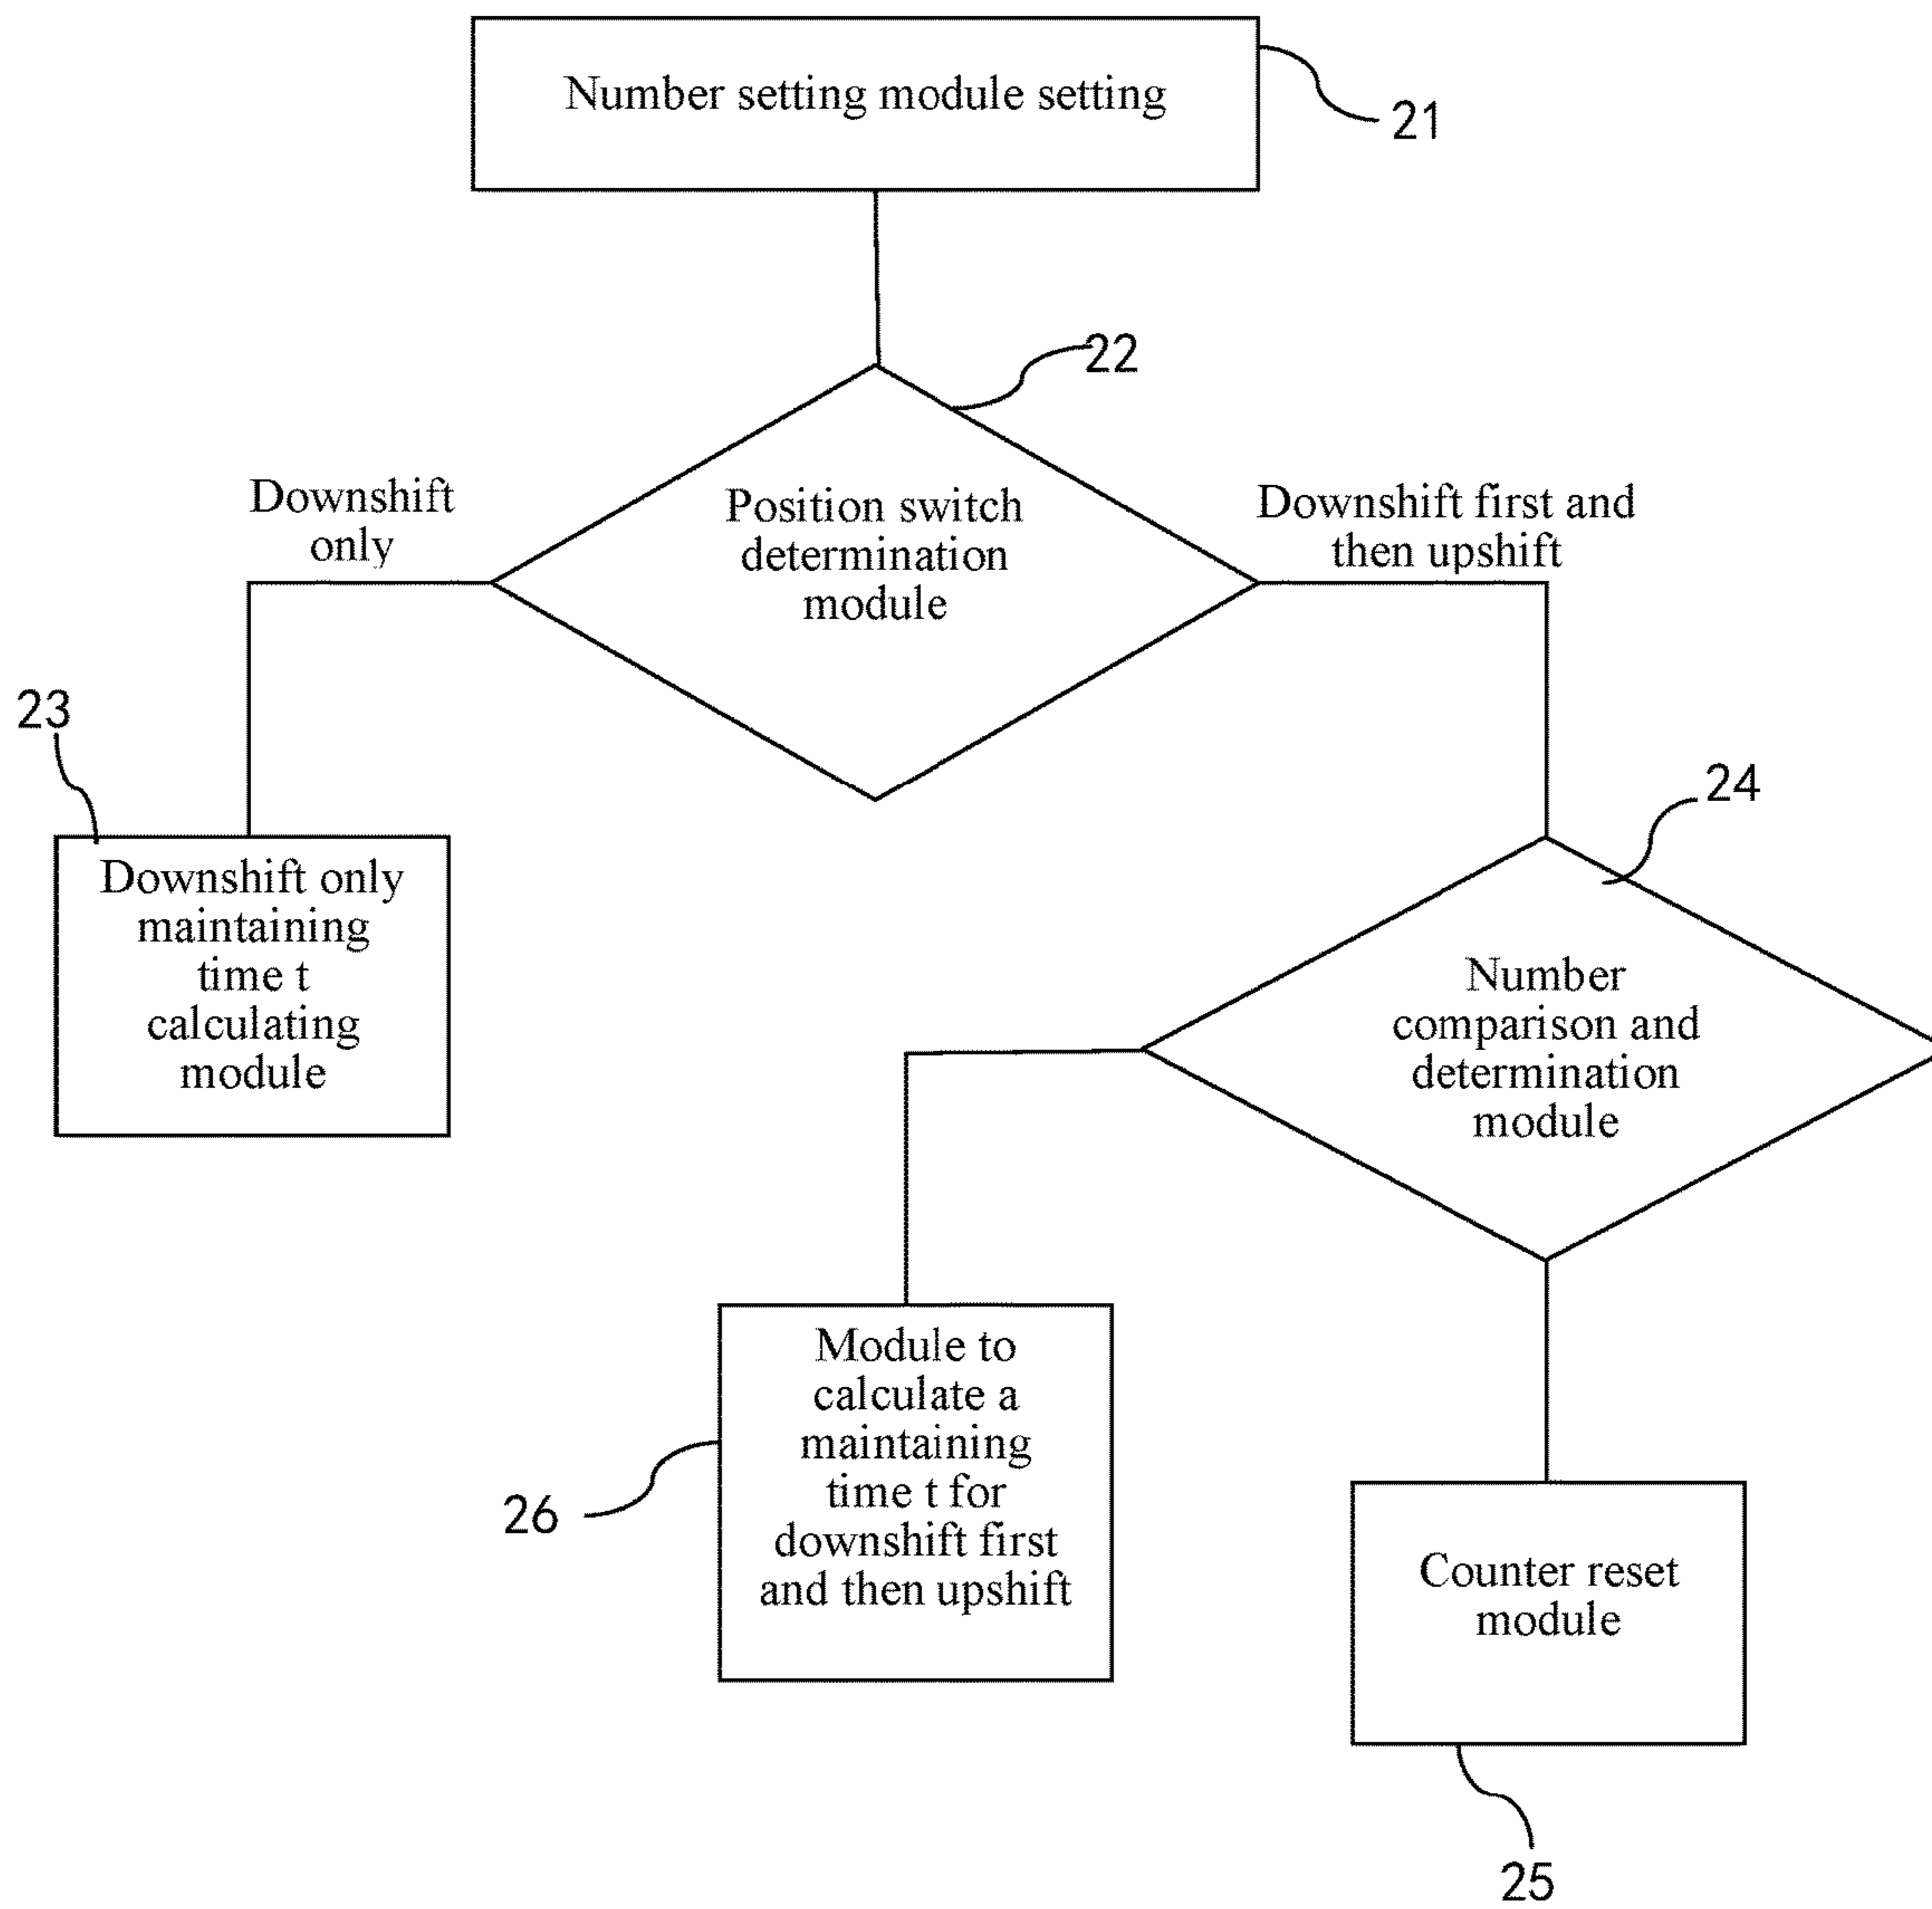 Number setting module setting
21
22
Position switch
determination
module
Downshift
only
Downshift first and
then upshift
23
Downshift only
maintaining
time t
calculating
module
24
Number
comparison and
determination
module
Module to
calculate a
maintaining
time t for
downshift first
and then upshift
26
Counter reset
module
25